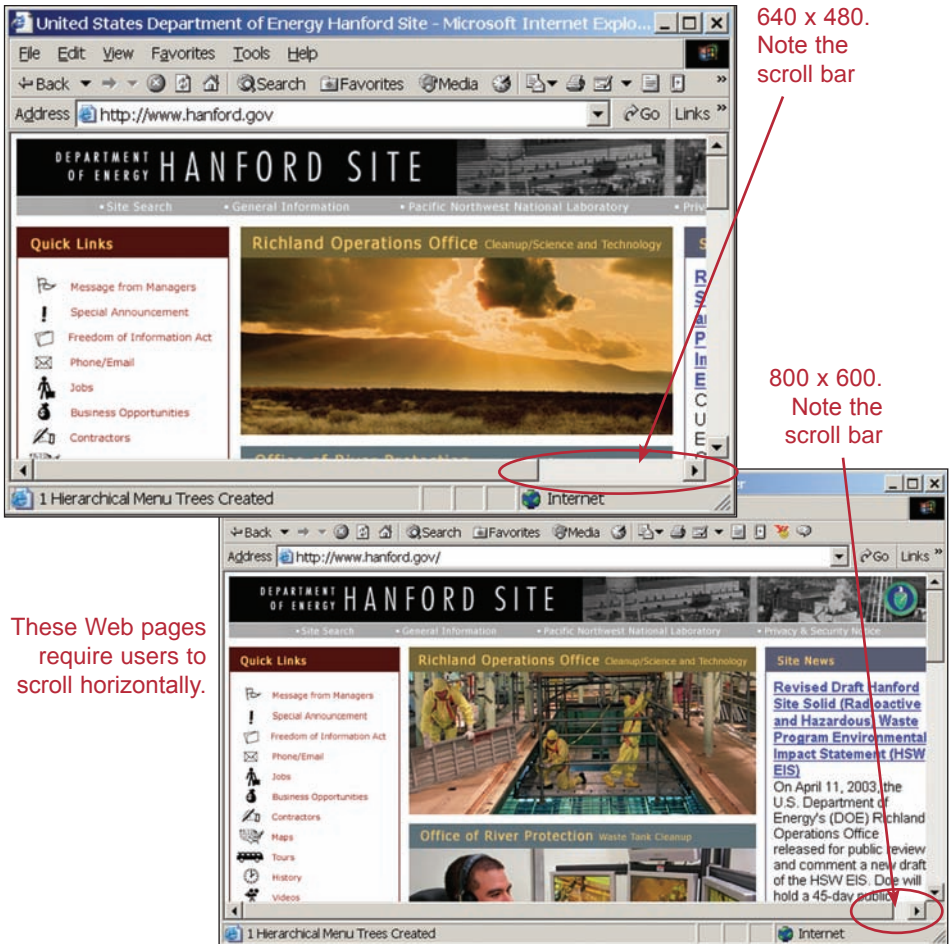 United States Department of Energy Hanford Site - Microsoft Internet Explo...
File Edit View Favorites Tools Help
Back Search Favorites Media »
Address http://www.hanford.gov Go Links »
DEPARTMENT OF ENERGY HANFORD SITE
• Site Search • General Information • Pacific Northwest National Laboratory • Priv
Quick Links
Message from Managers
Special Announcement
Freedom of Information Act
Phone/Email
Jobs
Business Opportunities
Contractors
Richland Operations Office Cleanup/Science and Technology
Office of River Protection
S
R
S
a
P
In
E
C
U
E
1 Hierarchical Menu Trees Created Internet
640 x 480.
Note the
scroll bar
800 x 600.
Note the
scroll bar
These Web pages
require users to
scroll horizontally.
Back Search Favorites Media
Address http://www.hanford.gov/ Go Links »
DEPARTMENT OF ENERGY HANFORD SITE
• Site Search • General Information • Pacific Northwest National Laboratory • Privacy & Security Notice
Quick Links
Message from Managers
Special Announcement
Freedom of Information Act
Phone/Email
Jobs
Business Opportunities
Contractors
Maps
Tours
History
Videos
Richland Operations Office Cleanup/Science and Technology
Office of River Protection Waste Tank Cleanup
Site News
Revised Draft Hanford
Site Solid (Radioactive
and Hazardous) Waste
Program Environmental
Impact Statement (HSW
EIS)
On April 11, 2003, the
U.S. Department of
Energy's (DOE) Richland
Operations Office
released for public review
and comment a new draft
of the HSW EIS. Doe will
hold a 45-day public
1 Hierarchical Menu Trees Created Internet